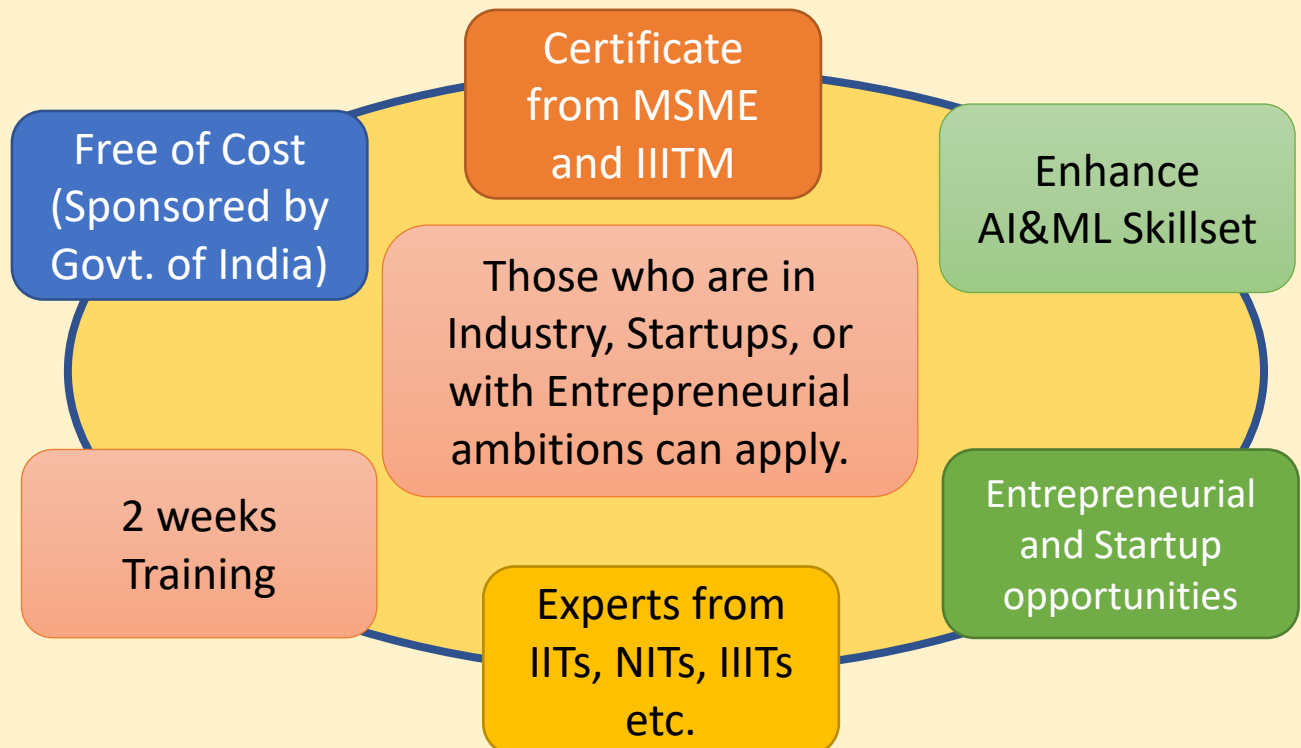 Certificate
from MSME
and IIITM
Free of Cost
(Sponsored by
Govt. of India)
Enhance
AI&ML Skillset
Those who are in
Industry, Startups, or
with Entrepreneurial
ambitions can apply.
2 weeks
Training
Entrepreneurial
and Startup
opportunities
Experts from
IITs, NITs, IIITs
etc.